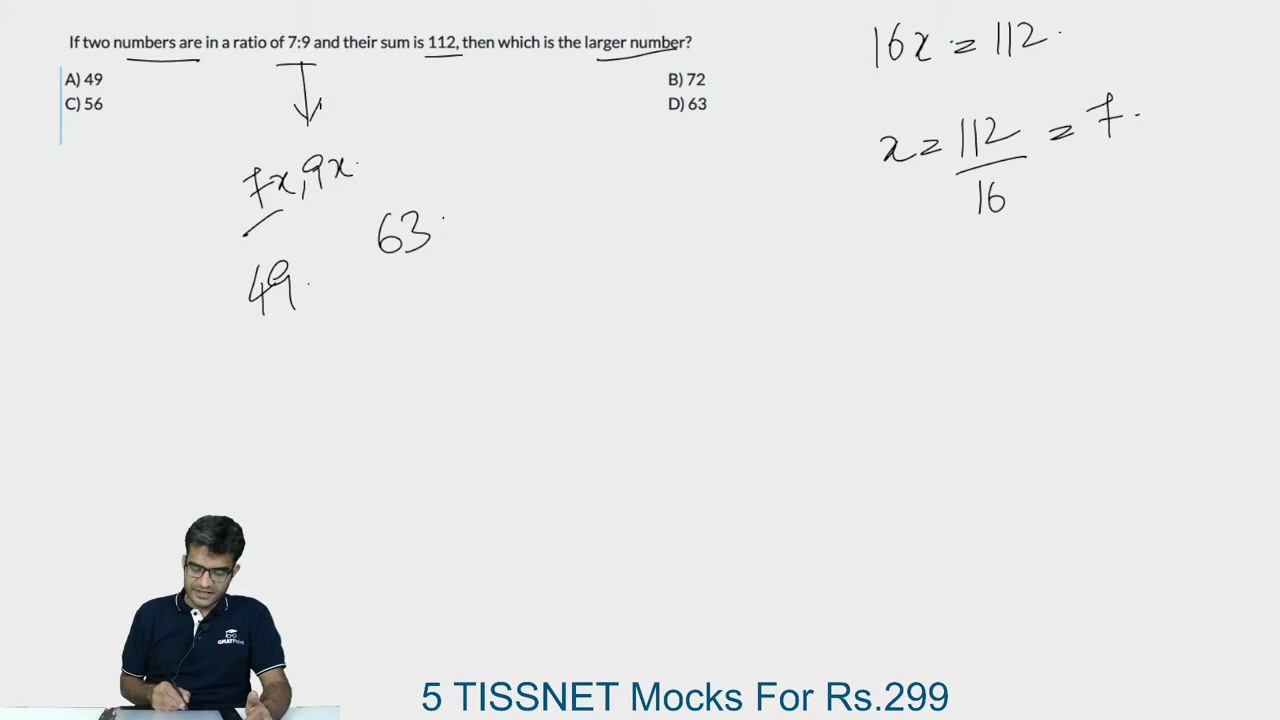 If two numbers are in a ratio of 7:9 and their sum is 112, then which is the larger number?
A) 49
B) 72
C) 56
D) 63
16x = 112.
x = 112/16 = 7.
7x, 9x.
63.
49.
GMATPoint
5 TISSNET Mocks For Rs.299